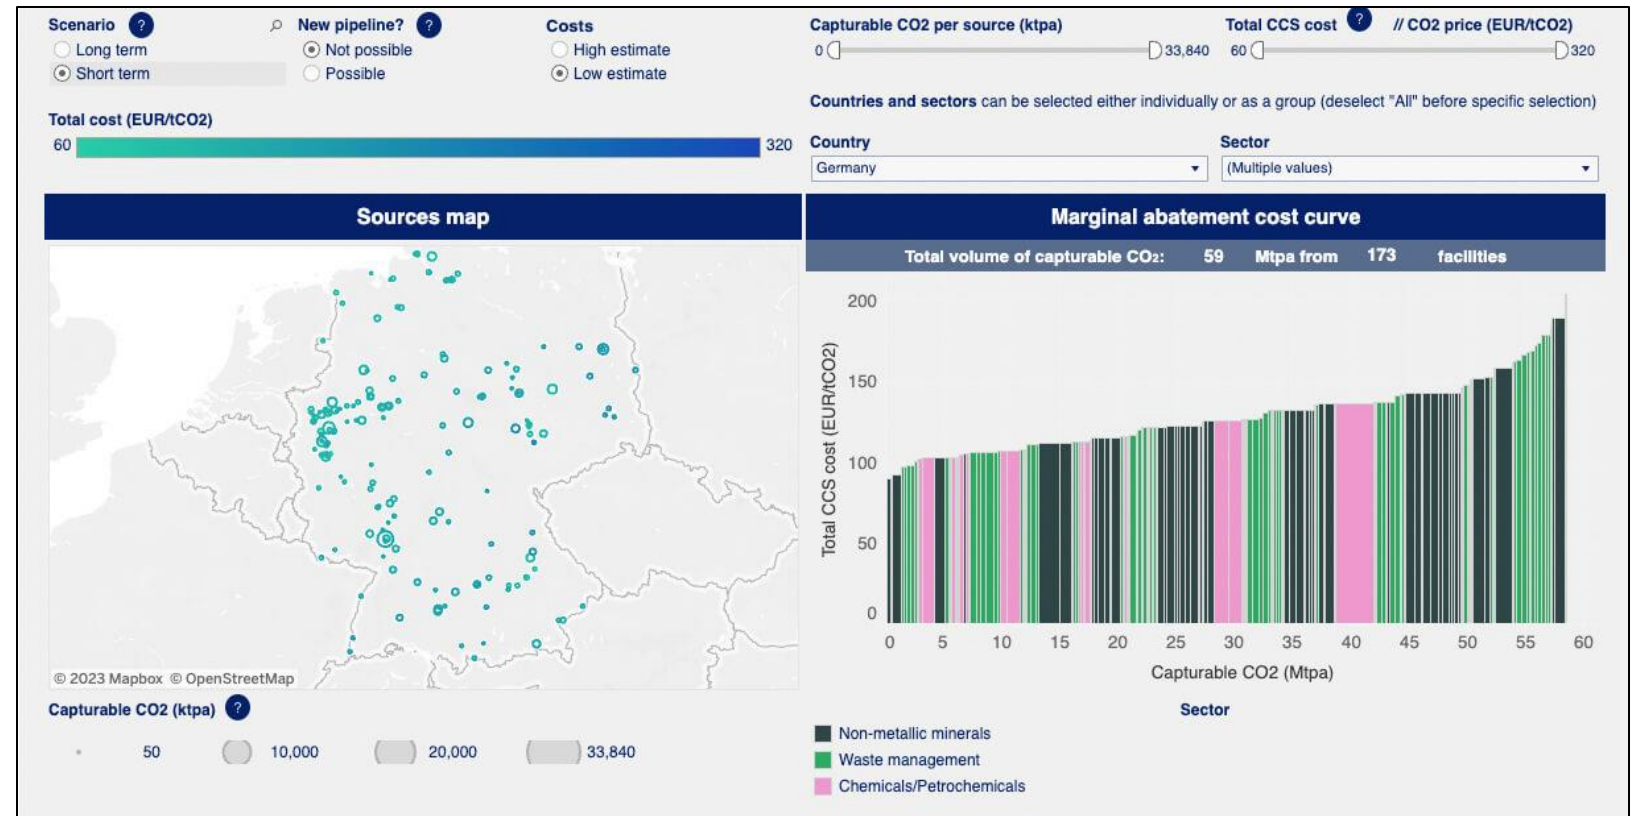 Scenario ? New pipeline? ? Costs
Long term Not possible High estimate
Short term Possible Low estimate
Capturable CO2 per source (ktpa) Total CCS cost ? // CO2 price (EUR/tCO2)
0 33,840 60 320
Countries and sectors can be selected either individually or as a group (deselect "All" before specific selection)
Total cost (EUR/tCO2)
60 320
Country Sector
Germany (Multiple values)
Sources map
© 2023 Mapbox © OpenStreetMap
Capturable CO2 (ktpa) ?
50 10,000 20,000 33,840
Marginal abatement cost curve
Total volume of capturable CO2: 59 Mtpa from 173 facilities
Total CCS cost (EUR/tCO2)
200
150
100
50
0
0 5 10 15 20 25 30 35 40 45 50 55 60
Capturable CO2 (Mtpa)
Sector
Non-metallic minerals
Waste management
Chemicals/Petrochemicals